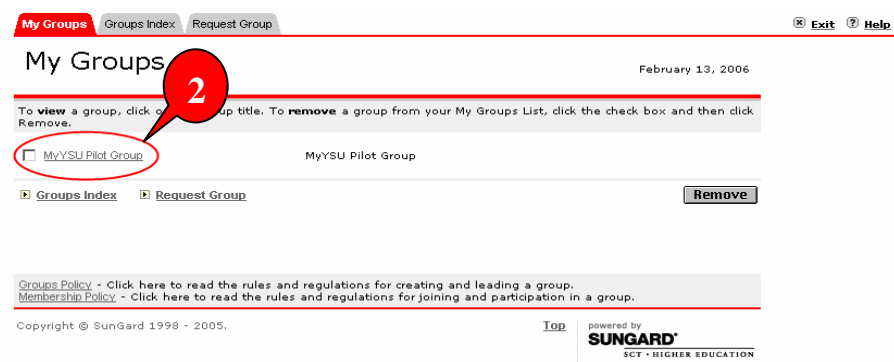 My Groups Groups Index Request Group Exit Help
My Groups
February 13, 2006
2
To view a group, click o up title. To remove a group from your My Groups List, click the check box and then click
Remove.
MyYSU Pilot Group MyYSU Pilot Group
Groups Index Request Group Remove
Groups Policy - Click here to read the rules and regulations for creating and leading a group.
Membership Policy - Click here to read the rules and regulations for joining and participation in a group.
Copyright © SunGard 1998 - 2005. Top powered by
SUNGARD®
SCT • HIGHER EDUCATION